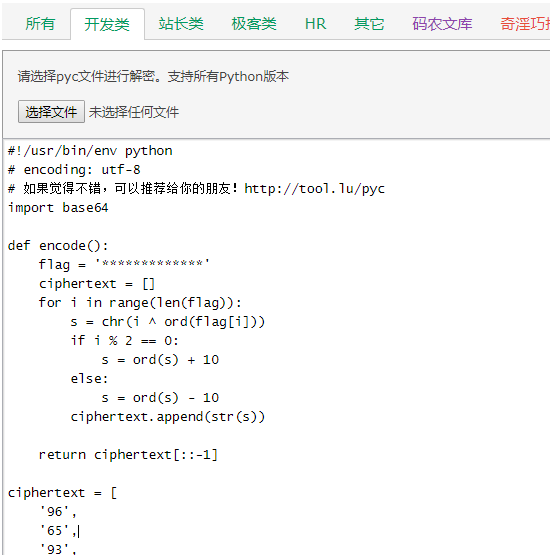 所有 开发类 站长类 极客类 HR 其它 码农文库 奇淫巧
请选择pyc文件进行解密。支持所有Python版本
选择文件 未选择任何文件
#!/usr/bin/env python
# encoding: utf-8
# 如果觉得不错，可以推荐给你的朋友！http://tool.lu/pyc
import base64

def encode():
    flag = '*************'
    ciphertext = []
    for i in range(len(flag)):
        s = chr(i ^ ord(flag[i]))
        if i % 2 == 0:
            s = ord(s) + 10
        else:
            s = ord(s) - 10
        ciphertext.append(str(s))

    return ciphertext[::-1]

ciphertext = [
    '96',
    '65',
    '93',